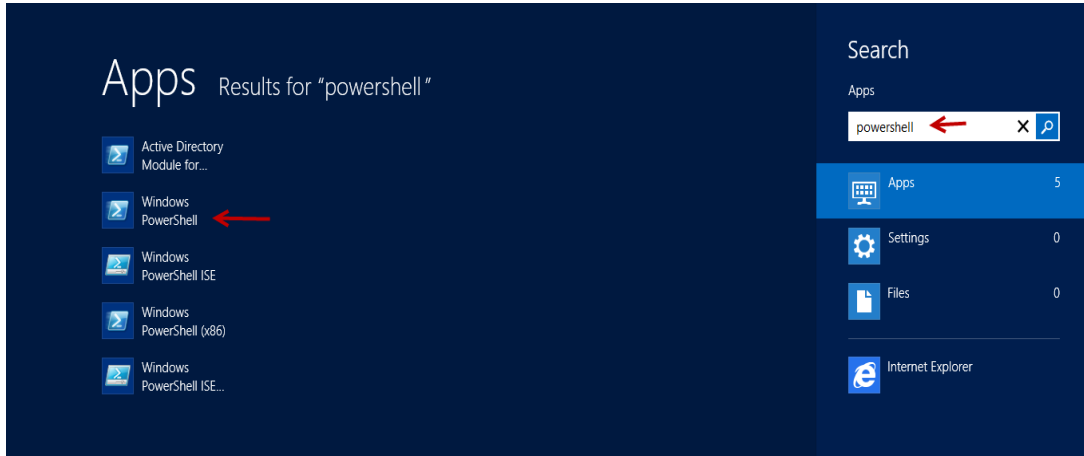 Apps Results for “powershell”
Active Directory
Module for...
Windows
PowerShell
Windows
PowerShell ISE
Windows
PowerShell (x86)
Windows
PowerShell ISE...
Search
Apps
powershell
Apps 5
Settings 0
Files 0
Internet Explorer